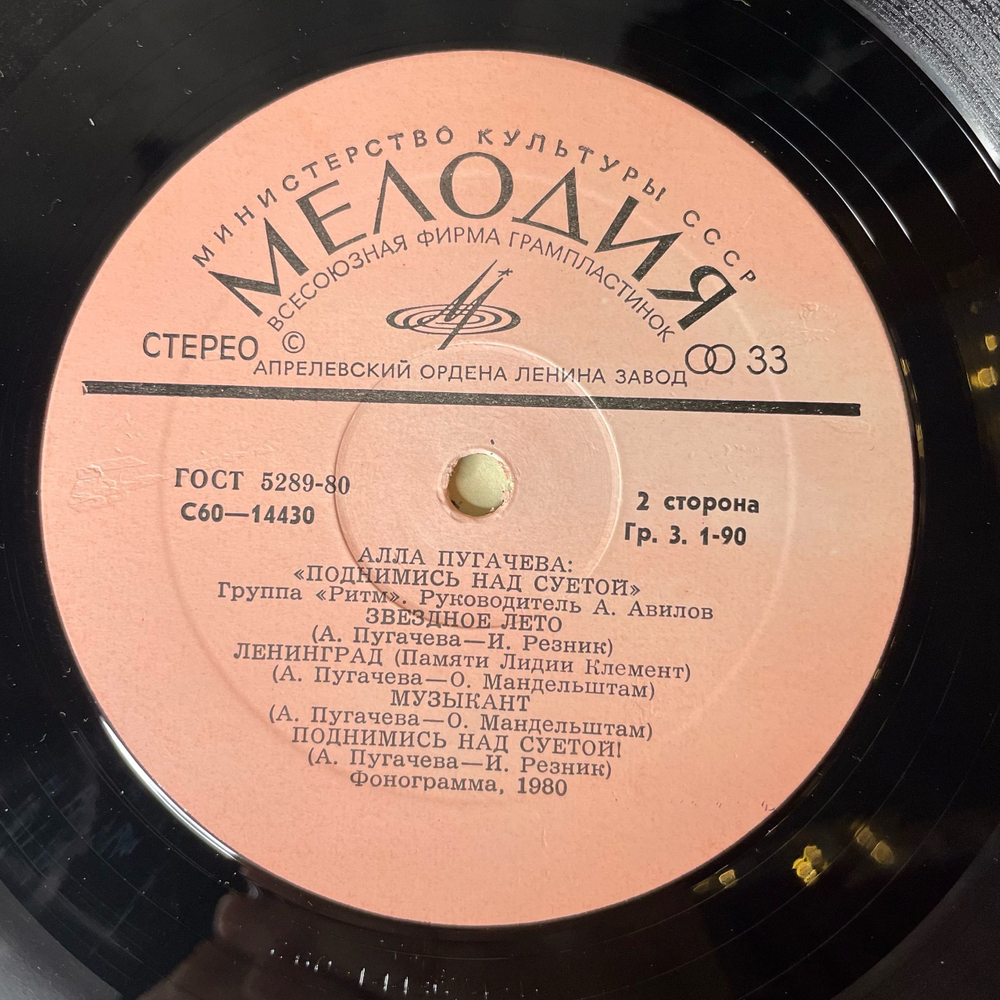 МИНИСТЕРСТВО КУЛЬТУРЫ СССР
МЕЛОДИЯ
ВСЕСОЮЗНАЯ ФИРМА ГРАМПЛАСТИНОК
СТЕРЕО ©
33
АПРЕЛЕВСКИЙ ОРДЕНА ЛЕНИНА ЗАВОД
ГОСТ 5289-80
С60—14430
2 сторона
Гр. 3. 1-90
АЛЛА ПУГАЧЕВА:
«ПОДНИМИСЬ НАД СУЕТОЙ»
Группа «Ритм». Руководитель А. Авилов
ЗВЕЗДНОЕ ЛЕТО
(А. Пугачева—И. Резник)
ЛЕНИНГРАД (Памяти Лидии Клемент)
(А. Пугачева—О. Мандельштам)
МУЗЫКАНТ
(А. Пугачева—О. Мандельштам)
ПОДНИМИСЬ НАД СУЕТОЙ!
(А. Пугачева—И. Резник)
Фонограмма, 1980